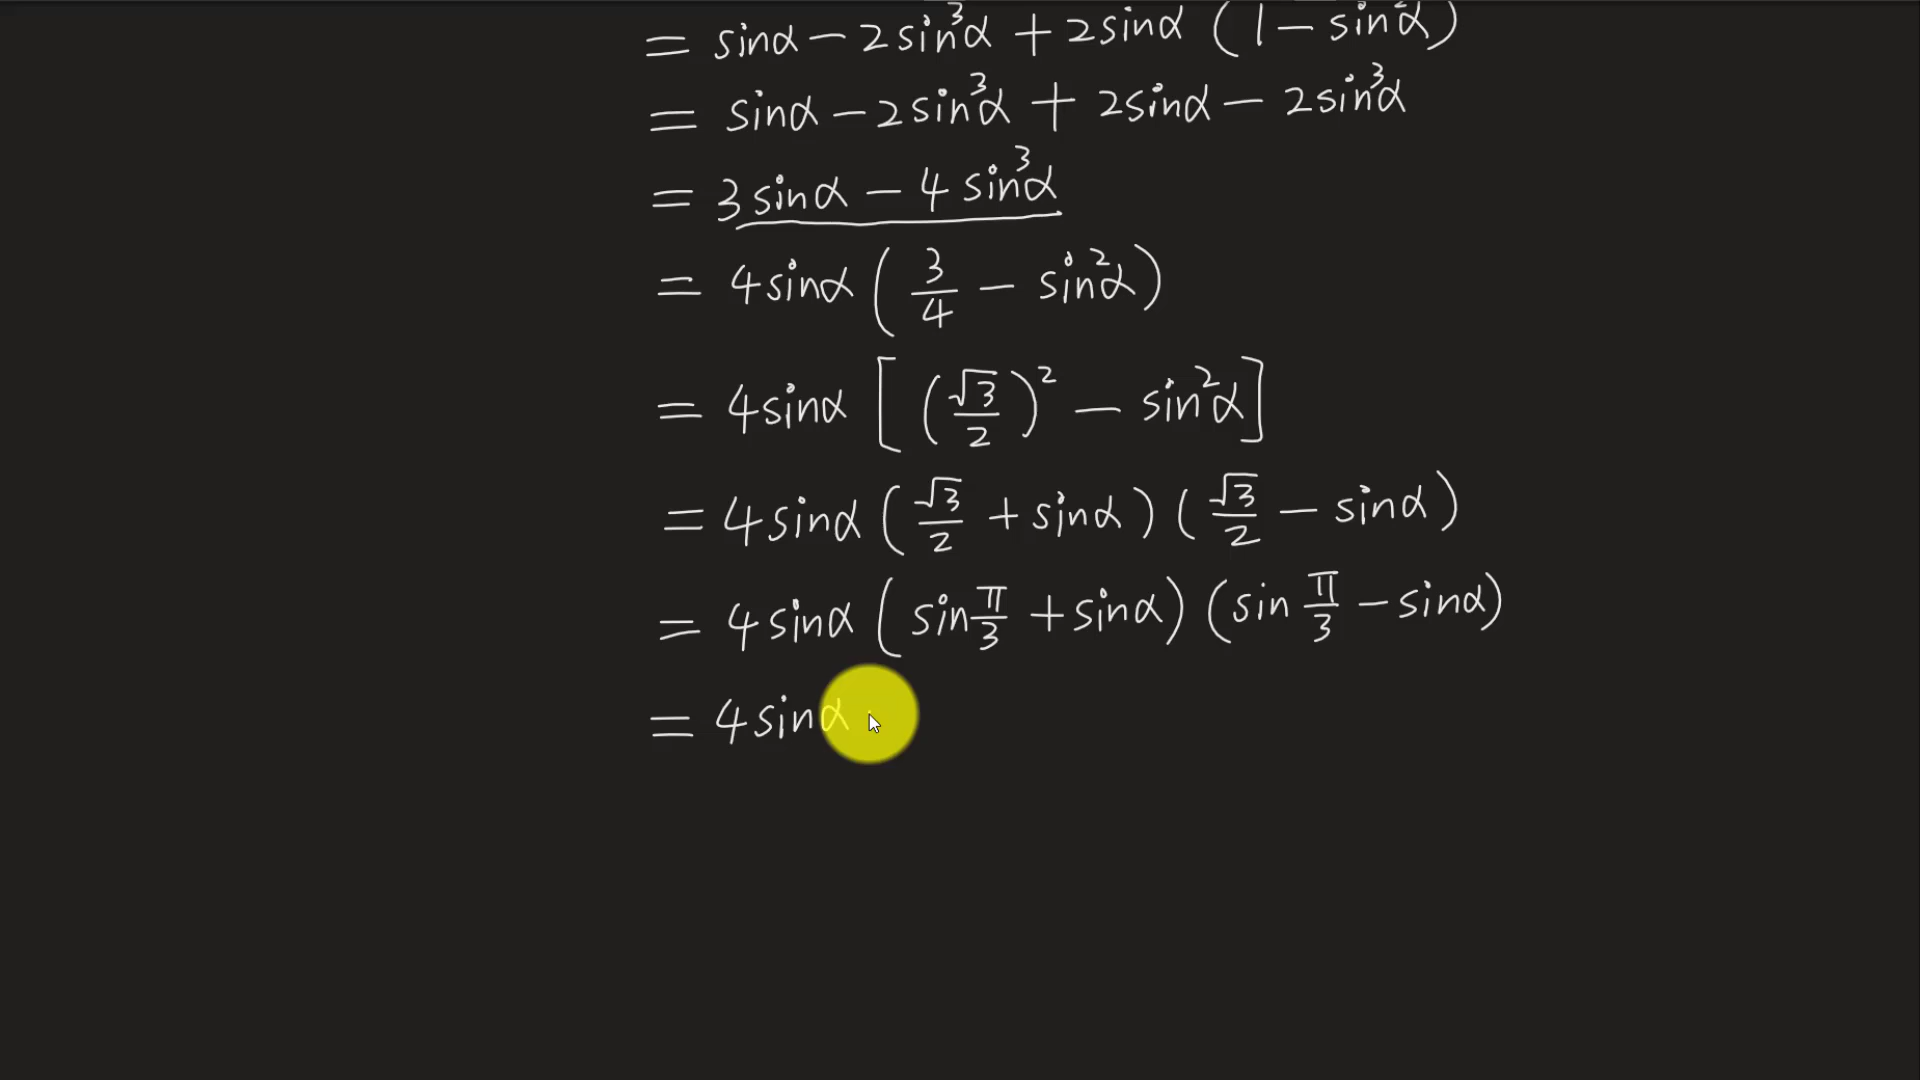 = sinα − 2sin³α + 2sinα (1 − sin²α)
= sinα − 2sin³α + 2sinα − 2sin³α
= 3sinα − 4sin³α
= 4sinα (3/4 − sin²α)
= 4sinα [(√3/2)² − sin²α]
= 4sinα (√3/2 + sinα) (√3/2 − sinα)
= 4sinα (sin π/3 + sinα) (sin π/3 − sinα)
= 4sinα ·